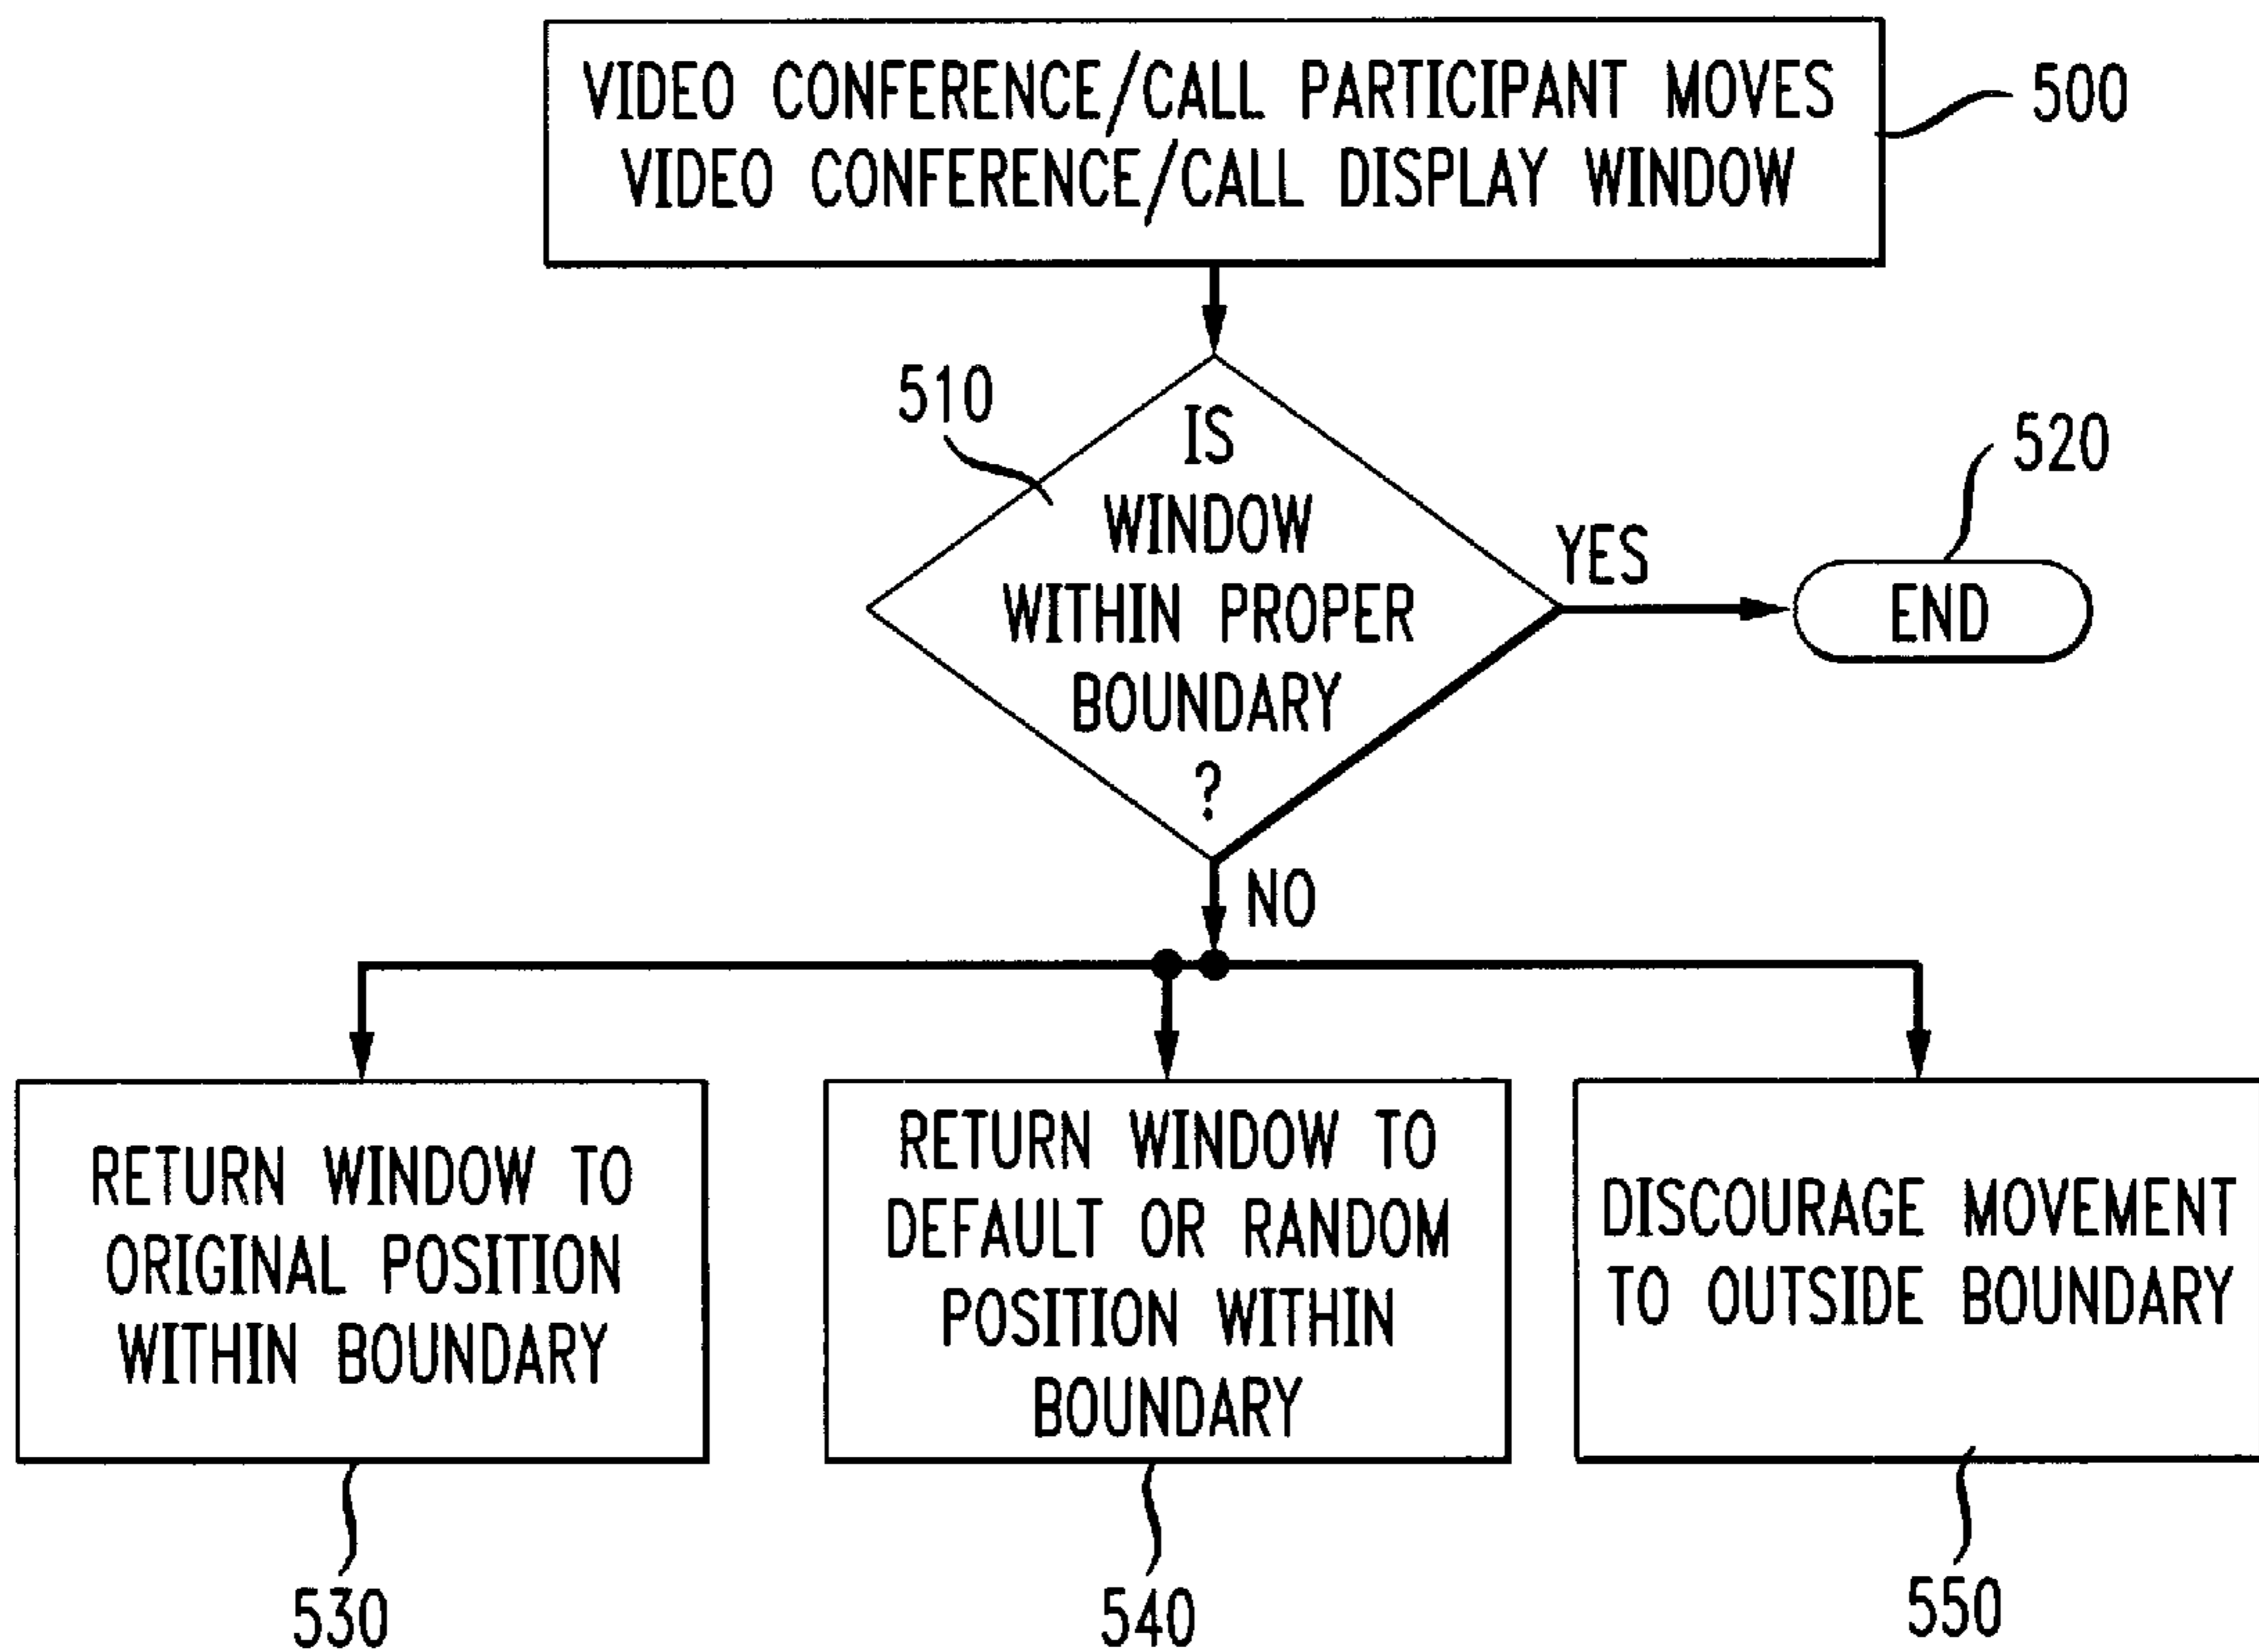 VIDEO CONFERENCE/CALL PARTICIPANT MOVES
VIDEO CONFERENCE/CALL DISPLAY WINDOW
500
510
IS
WINDOW
WITHIN PROPER
BOUNDARY
?
YES
520
END
NO
RETURN WINDOW TO
ORIGINAL POSITION
WITHIN BOUNDARY
530
RETURN WINDOW TO
DEFAULT OR RANDOM
POSITION WITHIN
BOUNDARY
540
DISCOURAGE MOVEMENT
TO OUTSIDE BOUNDARY
550